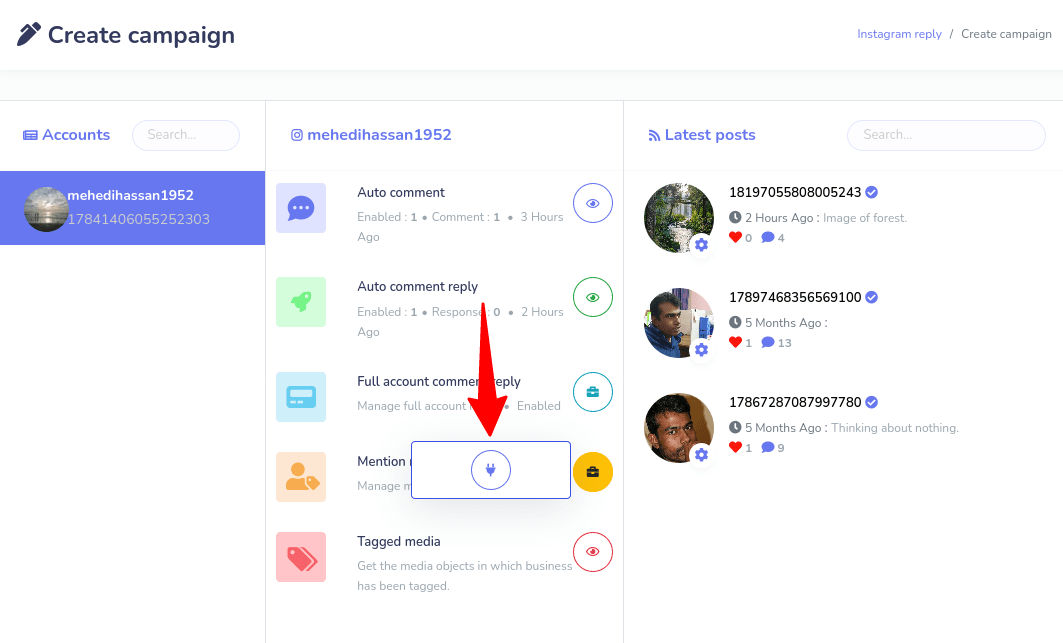 Create campaign
Instagram reply / Create campaign
Accounts
Search...
mehedihassan1952
17841406055252303
mehedihassan1952
Auto comment
Enabled : 1 • Comment : 1 • 3 Hours
Ago
Auto comment reply
Enabled : 1 • Response : 0 • 2 Hours
Ago
Full account comment reply
Manage full account • Enabled
Mention
Manage
Tagged media
Get the media objects in which business
has been tagged.
Latest posts
Search...
18197055808005243
2 Hours Ago : Image of forest.
0 4
17897468356569100
5 Months Ago :
1 13
17867287087997780
5 Months Ago : Thinking about nothing.
1 9